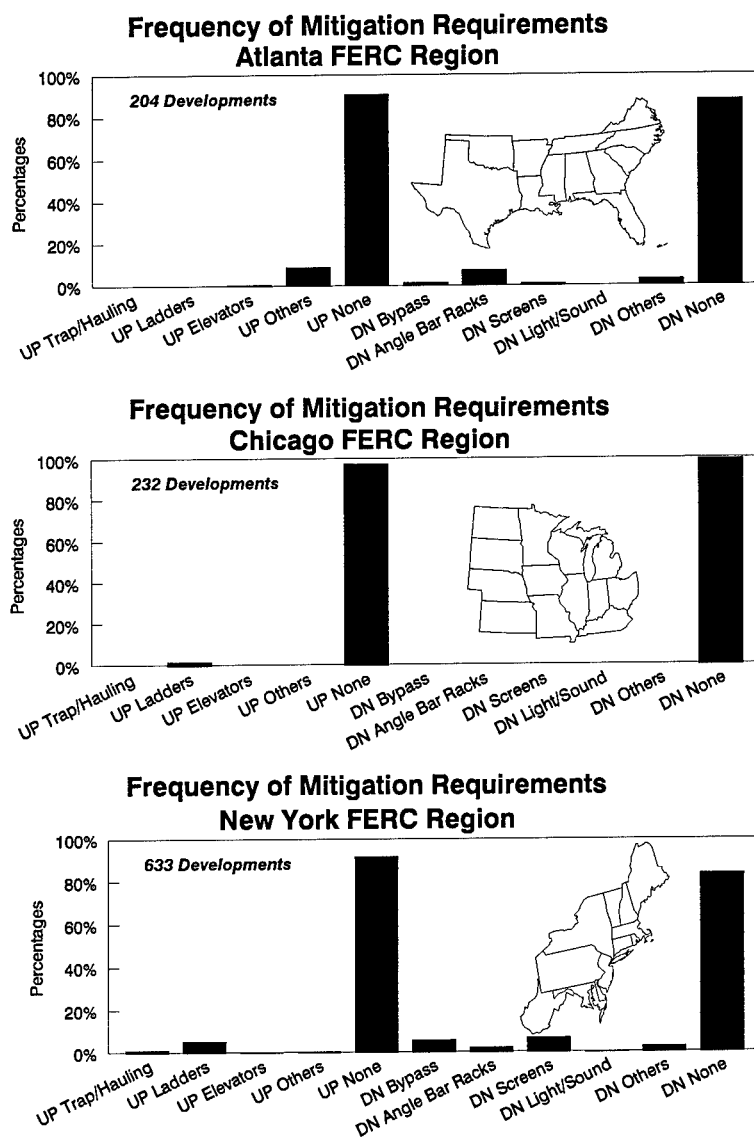 Frequency of Mitigation Requirements
Atlanta FERC Region
100%
204 Developments
80%
60%
40%
20%
0%
Percentages
UP Trap/Hauling
UP Ladders
UP Elevators
UP Others
UP None
DN Bypass
DN Angle Bar Racks
DN Screens
DN Light/Sound
DN Others
DN None
Frequency of Mitigation Requirements
Chicago FERC Region
100%
232 Developments
80%
60%
40%
20%
0%
Percentages
UP Trap/Hauling
UP Ladders
UP Elevators
UP Others
UP None
DN Bypass
DN Angle Bar Racks
DN Screens
DN Light/Sound
DN Others
DN None
Frequency of Mitigation Requirements
New York FERC Region
100%
633 Developments
80%
60%
40%
20%
0%
Percentages
UP Trap/Hauling
UP Ladders
UP Elevators
UP Others
UP None
DN Bypass
DN Angle Bar Racks
DN Screens
DN Light/Sound
DN Others
DN None